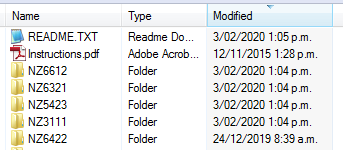 Name Type Modified
README.TXT Readme Do... 3/02/2020 1:05 p.m.
Instructions.pdf Adobe Acrob... 12/11/2015 1:28 p.m.
NZ6612 Folder 3/02/2020 1:04 p.m.
NZ6321 Folder 3/02/2020 1:04 p.m.
NZ5423 Folder 3/02/2020 1:04 p.m.
NZ3111 Folder 3/02/2020 1:04 p.m.
NZ6422 Folder 24/12/2019 8:39 a.m.